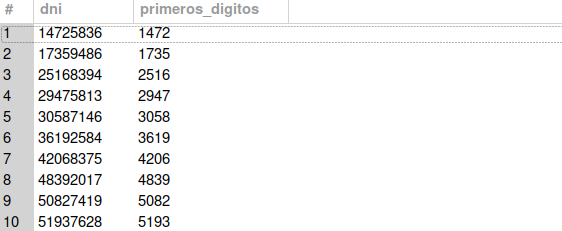 # dni primeros_digitos
1 14725836 1472
2 17359486 1735
3 25168394 2516
4 29475813 2947
5 30587146 3058
6 36192584 3619
7 42068375 4206
8 48392017 4839
9 50827419 5082
10 51937628 5193